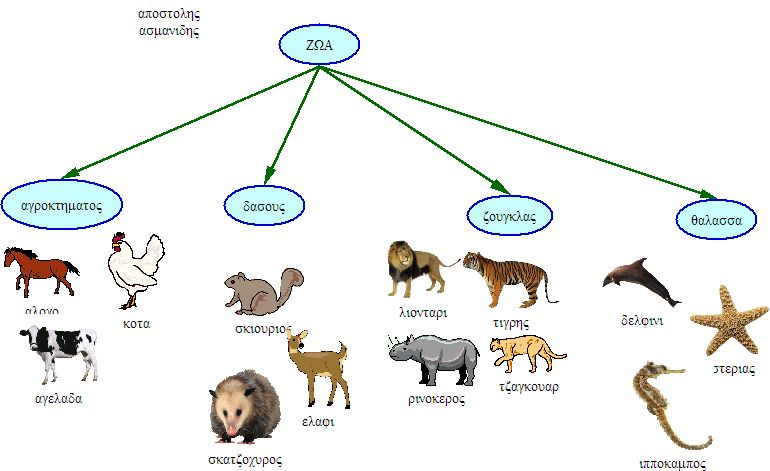 αποστολης
ασμανιδης
ΖΩΑ
αγροκτηματος
δασους
ζουγκλας
θαλασσα
αλογο
κοτα
αγελαδα
σκιουριος
ελαφι
σκατζοχυρος
λιονταρι
τιγρης
ρινοκερος
τζαγκουαρ
δελφινι
στεριας
ιπποκαμπος